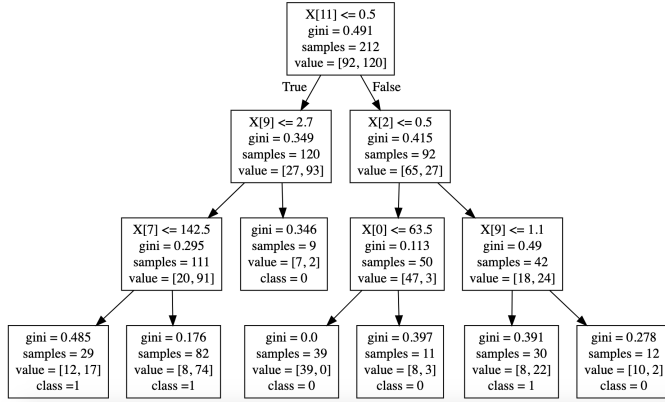 X[11] <= 0.5
gini = 0.491
samples = 212
value = [92, 120]
True
False
X[9] <= 2.7
gini = 0.349
samples = 120
value = [27, 93]
X[2] <= 0.5
gini = 0.415
samples = 92
value = [65, 27]
X[7] <= 142.5
gini = 0.295
samples = 111
value = [20, 91]
gini = 0.346
samples = 9
value = [7, 2]
class = 0
X[0] <= 63.5
gini = 0.113
samples = 50
value = [47, 3]
X[9] <= 1.1
gini = 0.49
samples = 42
value = [18, 24]
gini = 0.485
samples = 29
value = [12, 17]
class =1
gini = 0.176
samples = 82
value = [8, 74]
class =1
gini = 0.0
samples = 39
value = [39, 0]
class = 0
gini = 0.397
samples = 11
value = [8, 3]
class = 0
gini = 0.391
samples = 30
value = [8, 22]
class = 1
gini = 0.278
samples = 12
value = [10, 2]
class = 0